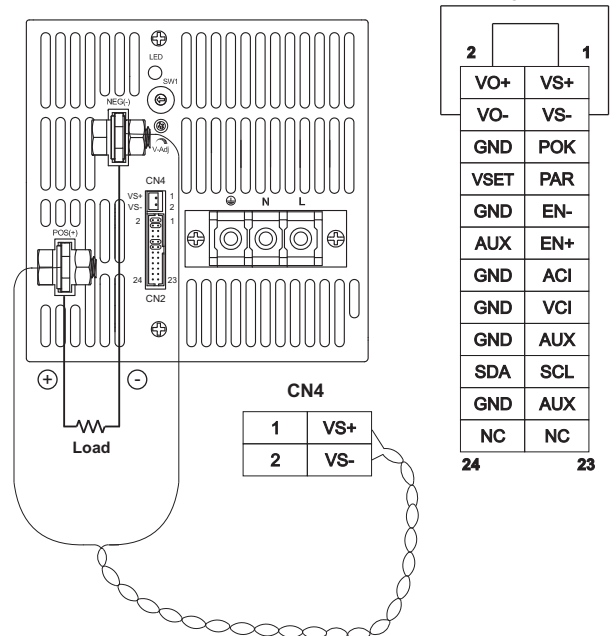 LED
SW1
NEG(-)
V-Adj
CN4
VS+ 1
VS- 2
2 1
POS(+)
24 23
CN2
N L
+ -
Load
CN4
1 VS+
2 VS-
2 1
VO+ VS+
VO- VS-
GND POK
VSET PAR
GND EN-
AUX EN+
GND ACI
GND VCI
GND AUX
SDA SCL
GND AUX
NC NC
24 23